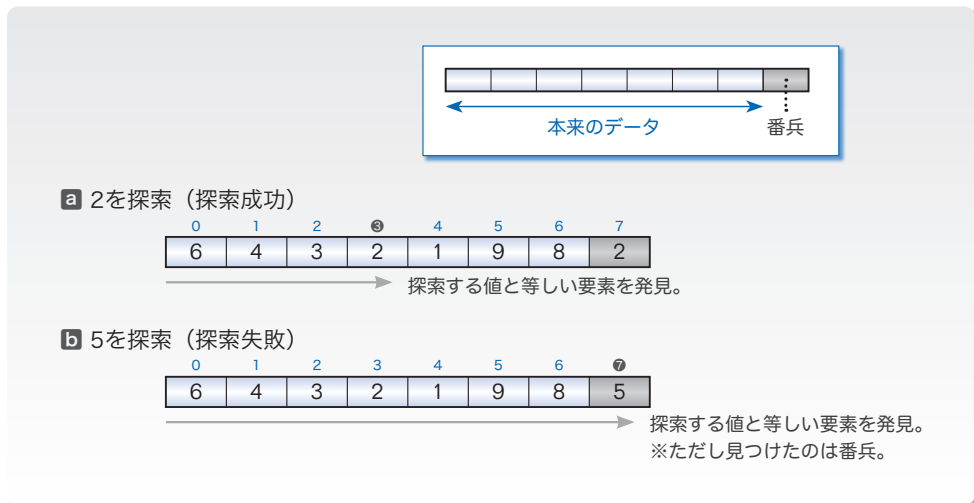 本来のデータ 番兵
a 2を探索（探索成功）
0 1 2 ❸ 4 5 6 7
6 4 3 2 1 9 8 2
探索する値と等しい要素を発見。
b 5を探索（探索失敗）
0 1 2 3 4 5 6 ❼
6 4 3 2 1 9 8 5
探索する値と等しい要素を発見。
※ただし見つけたのは番兵。